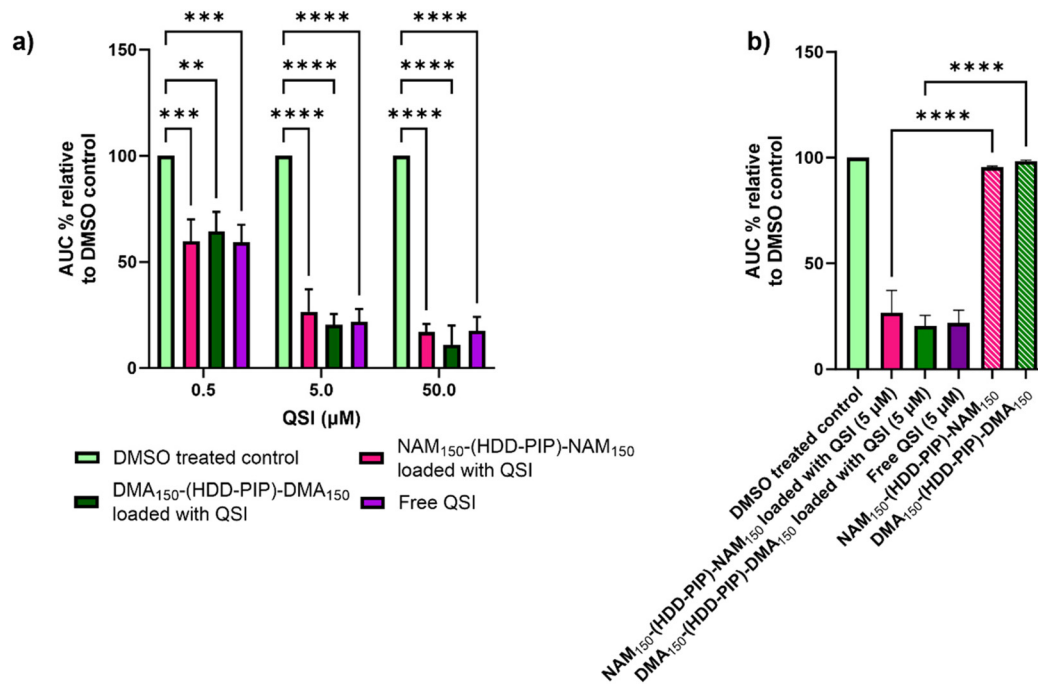 a)
AUC % relative
to DMSO control
150
100
50
0
***
**
***
****
****
****
****
****
****
0.5
5.0
50.0
QSI (µM)
DMSO treated control
NAM₁₅₀-(HDD-PIP)-NAM₁₅₀
loaded with QSI
DMA₁₅₀-(HDD-PIP)-DMA₁₅₀
loaded with QSI
Free QSI
b)
AUC % relative
to DMSO control
150
100
50
0
****
****
DMSO treated control
NAM₁₅₀-(HDD-PIP)-NAM₁₅₀ loaded with QSI (5 µM)
DMA₁₅₀-(HDD-PIP)-DMA₁₅₀ loaded with QSI (5 µM)
Free QSI (5 µM)
NAM₁₅₀-(HDD-PIP)-NAM₁₅₀
DMA₁₅₀-(HDD-PIP)-DMA₁₅₀